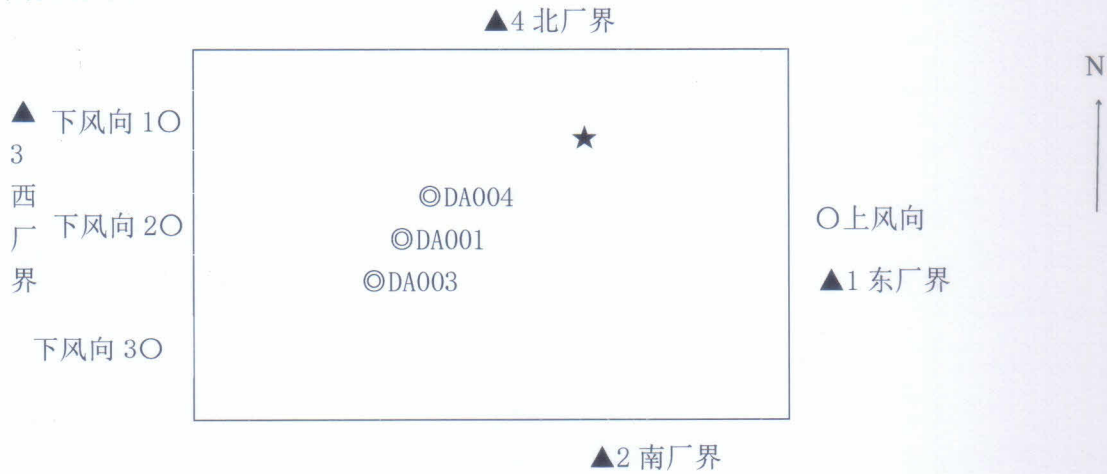 ▲4 北厂界
N
▲ 3 西厂界
下风向 1○
★
◎DA004
下风向 2○
◎DA001
○上风向
◎DA003
▲1 东厂界
下风向 3○
▲2 南厂界